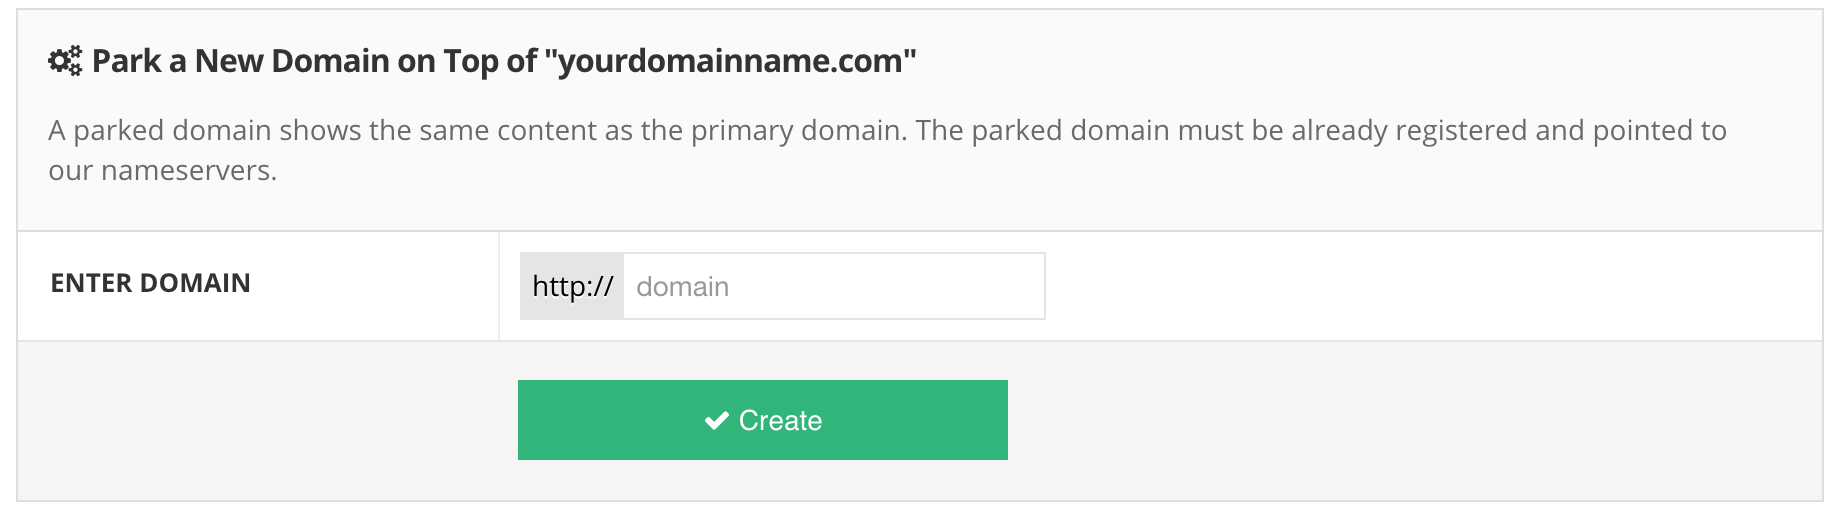 Park a New Domain on Top of "yourdomainname.com"
A parked domain shows the same content as the primary domain. The parked domain must be already registered and pointed to
our nameservers.
ENTER DOMAIN
http:// domain
Create